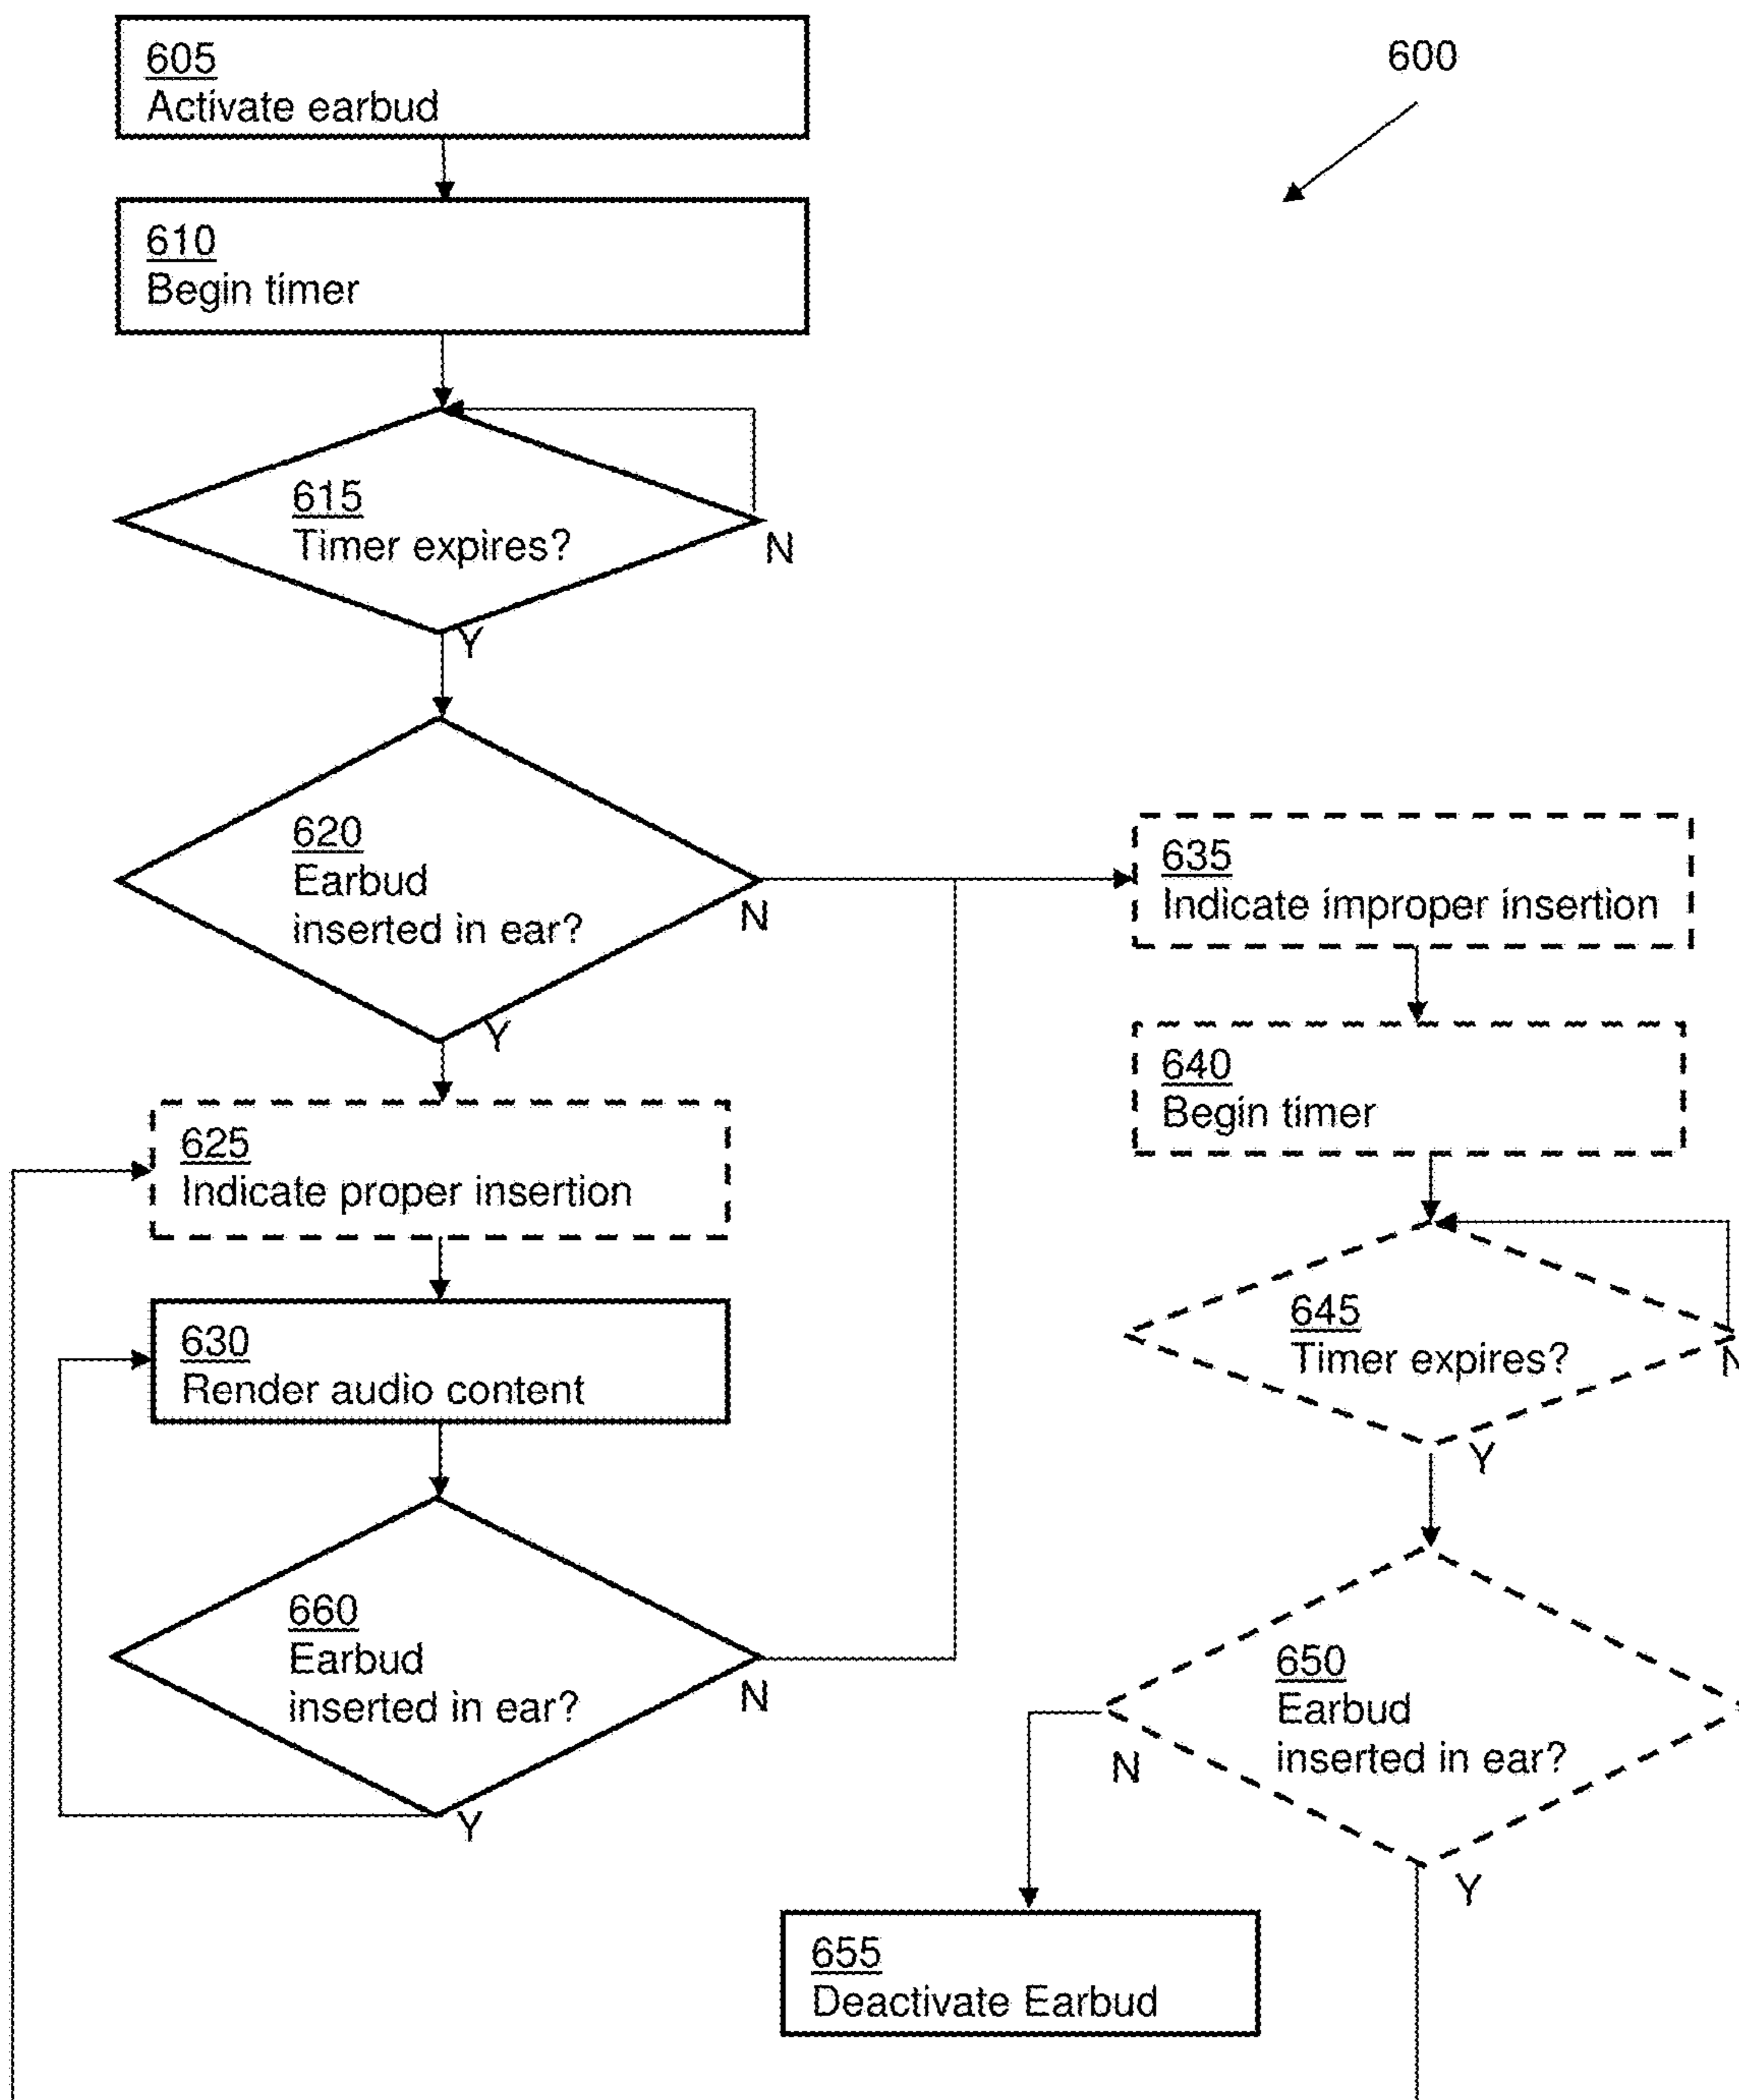 605
Activate earbud
600
610
Begin timer
615
Timer expires?
N
Y
620
Earbud
inserted in ear?
N
Y
625
Indicate proper insertion
630
Render audio content
660
Earbud
inserted in ear?
N
Y
635
Indicate improper insertion
640
Begin timer
645
Timer expires?
N
Y
650
Earbud
inserted in ear?
N
Y
655
Deactivate Earbud